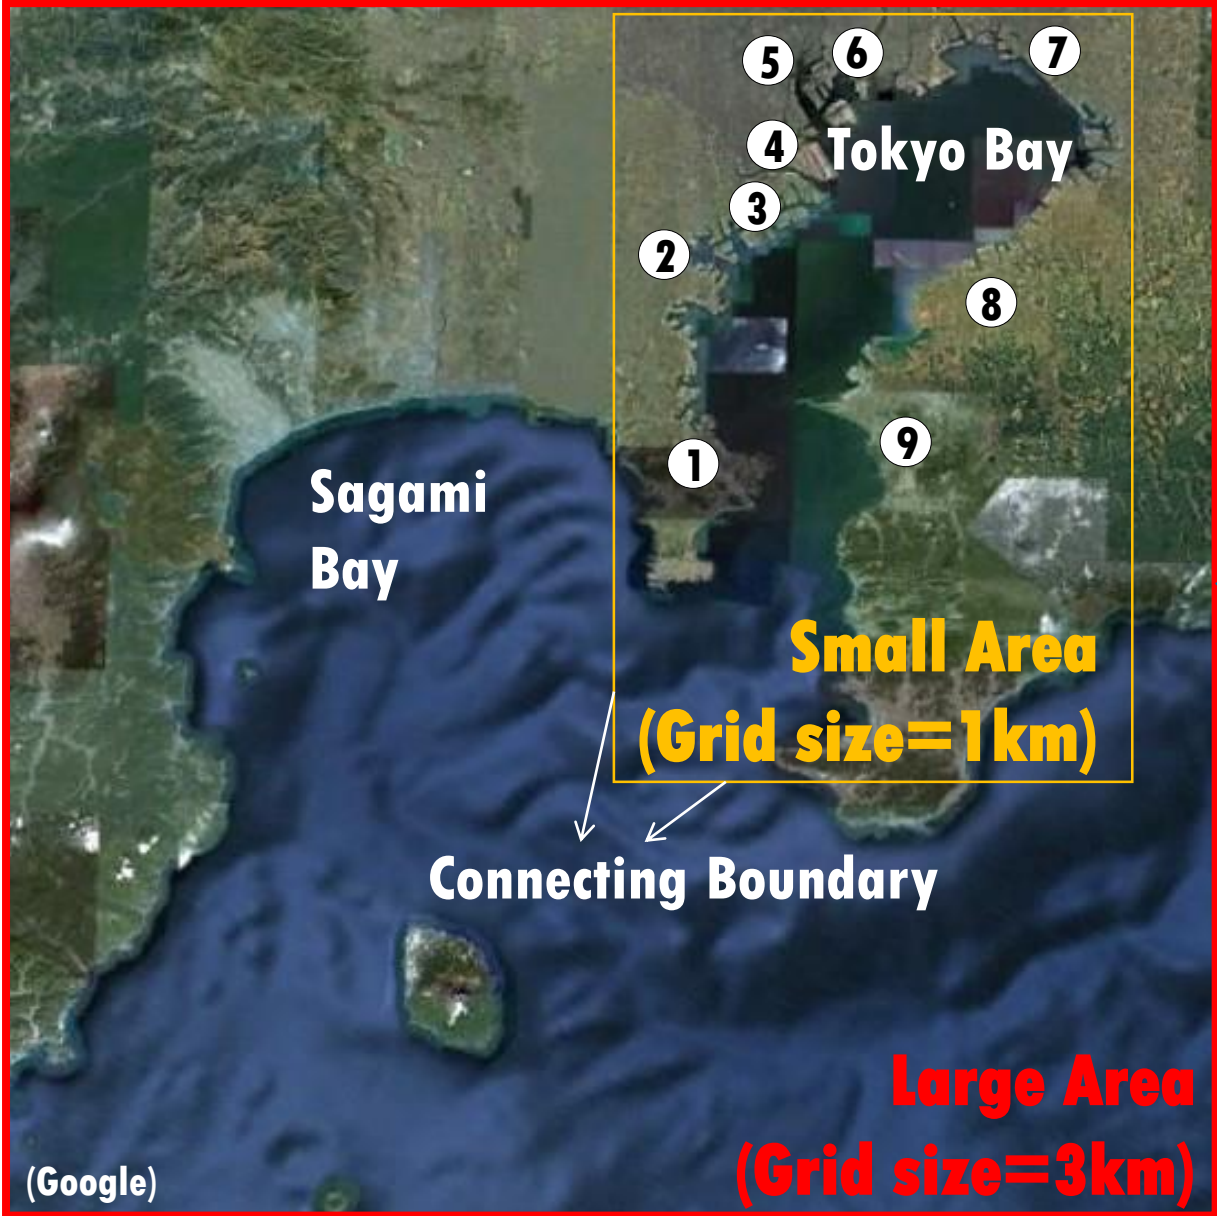 5
6
7
4
Tokyo Bay
3
2
8
9
1
Sagami
Bay
Small Area
(Grid size=1km)
Connecting Boundary
Large Area
(Grid size=3km)
(Google)